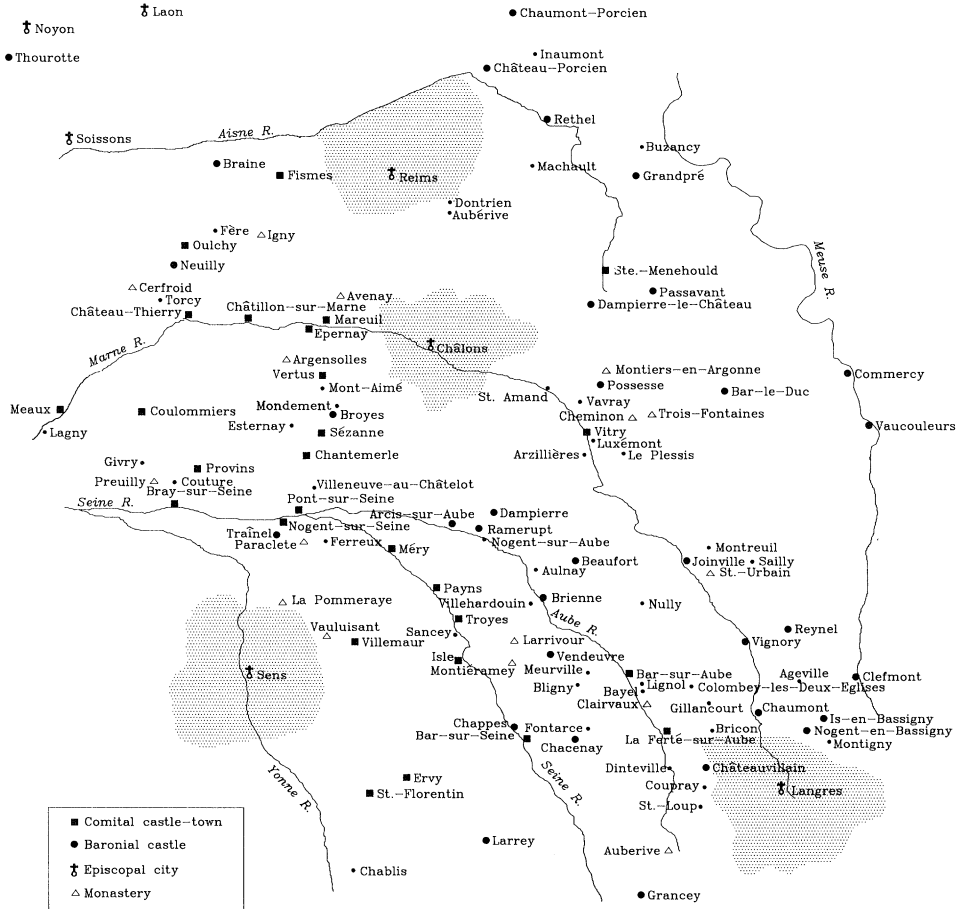 Laon
Chaumont-Porcien
Noyon
Thourotte
Inaumont
Château-Porcien
Rethel
Aisne R.
Soissons
Buzancy
Braine
Machault
Fismes
Reims
Grandpré
Dontrien
Aubérive
Fère
Igny
Oulchy
Neuilly
Meuse R.
Ste.-Menehould
Cerfroid
Torcy
Avenay
Passavant
Châtillon-sur-Marne
Château-Thierry
Mareuil
Dampierre-le-Château
Epernay
Marne R.
Châlons
Argensolles
Montiers-en-Argonne
Vertus
Commercy
Mont-Aimé
Possesse
Bar-le-Duc
St. Amand
Vavray
Meaux
Coulommiers
Mondement
Broyes
Cheminon
Trois-Fontaines
Esternay
Vaucouleurs
Lagny
Sézanne
Vitry
Luxémont
Chantemerle
Arzillières
Le Plessis
Givry
Provins
Preuilly
Couture
Villeneuve-au-Châtelot
Bray-sur-Seine
Seine R.
Pont-sur-Seine
Arcis-sur-Aube
Dampierre
Nogent-sur-Seine
Ramerupt
Traînel
Paraclete
Ferreux
Nogent-sur-Aube
Méry
Montreuil
Beaufort
Joinville
Sailly
Aulnay
St.-Urbain
Payns
La Pommeraye
Villehardouin
Brienne
Nully
Troyes
Aube R.
Vauluisant
Reynel
Villemaur
Sancey
Larrivour
Vignory
Isle
Vendeuvre
Montiéramey
Meurville
Bar-sur-Aube
Sens
Ageville
Clefmont
Bligny
Lignol
Colombey-les-Deux-Eglises
Bayel
Clairvaux
Gillancourt
Chaumont
Is-en-Bassigny
Chappes
Fontarce
Bricon
Nogent-en-Bassigny
Bar-sur-Seine
Chacenay
La Ferté-sur-Aube
Montigny
Dinteville
Châteauvillain
Yonne R.
Seine R.
Ervy
Coupray
Langres
St.-Florentin
St.-Loup
Comital castle-town
Larrey
Baronial castle
Auberive
Episcopal city
Chablis
Monastery
Grancey